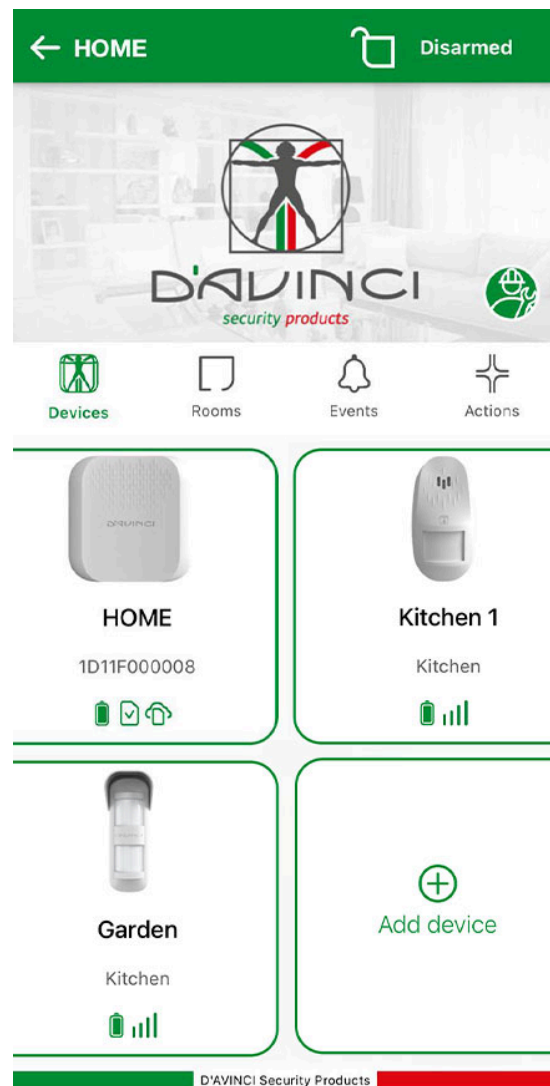 HOME
Disarmed
D'AVINCI
security products
Devices
Rooms
Events
Actions
D'AVINCI
HOME
1D11F000008
Kitchen 1
Kitchen
Garden
Kitchen
Add device
D'AVINCI Security Products